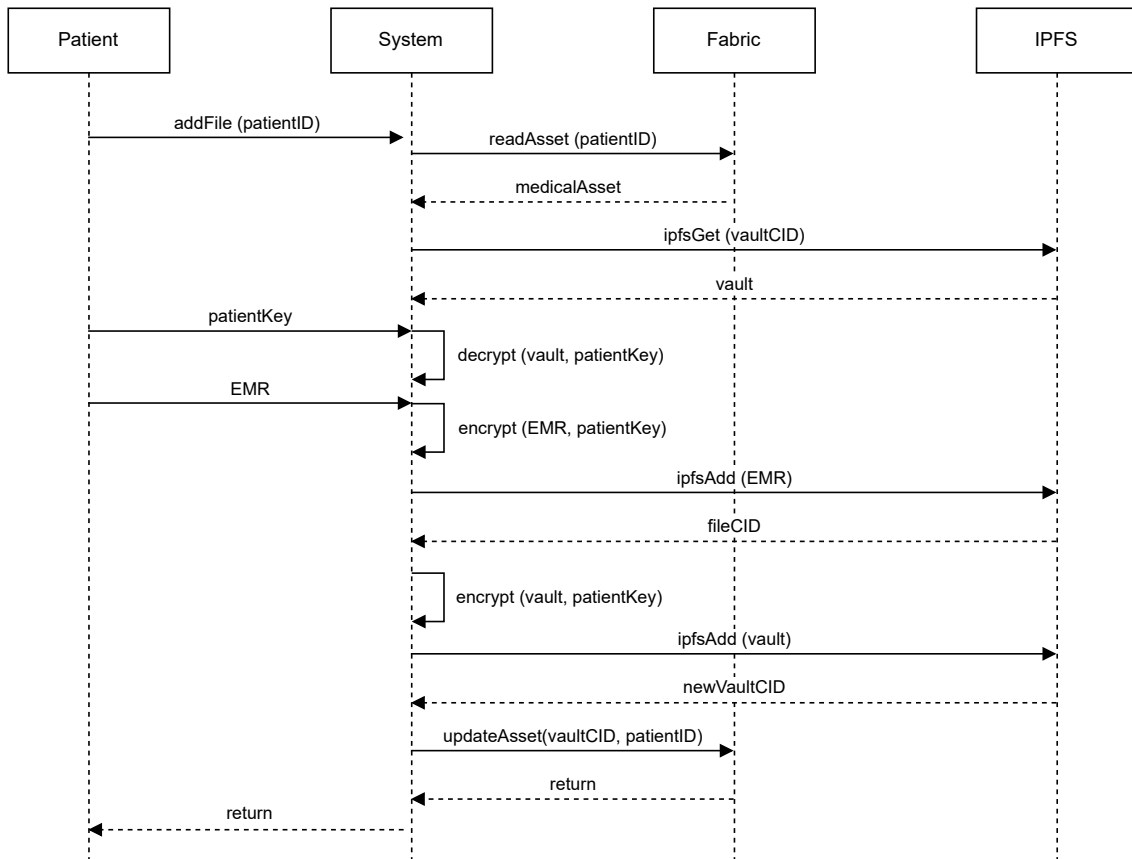 Patient
System
Fabric
IPFS
addFile (patientID)
readAsset (patientID)
medicalAsset
ipfsGet (vaultCID)
vault
patientKey
decrypt (vault, patientKey)
EMR
encrypt (EMR, patientKey)
ipfsAdd (EMR)
fileCID
encrypt (vault, patientKey)
ipfsAdd (vault)
newVaultCID
updateAsset(vaultCID, patientID)
return
return